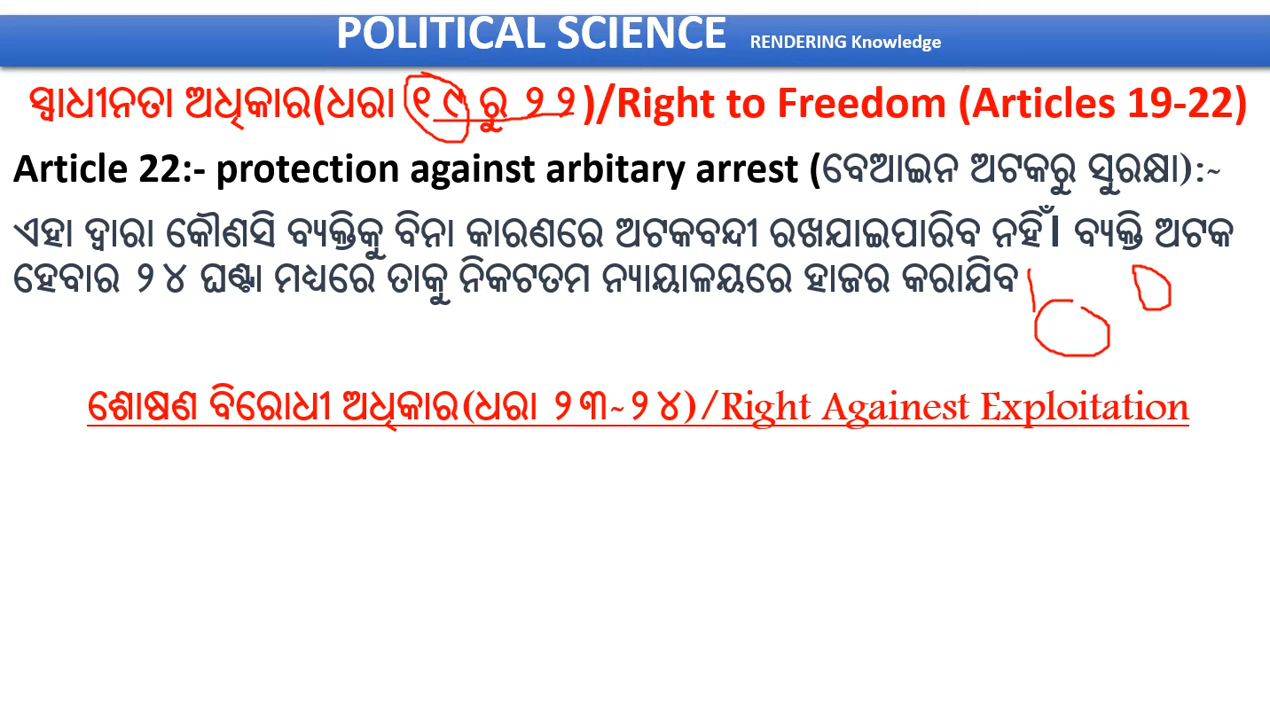 POLITICAL SCIENCE RENDERING Knowledge
ସ୍ୱାଧୀନତା ଅଧିକାର(ଧରା ୧୯ ରୁ ୨୨)/Right to Freedom (Articles 19-22)
Article 22:- protection against arbitary arrest (ବେଆଇନ ଅଟକରୁ ସୁରକ୍ଷା):-
ଏହା ଦ୍ୱାରା କୌଣସି ବ୍ୟକ୍ତିକୁ ବିନା କାରଣରେ ଅଟକବନ୍ଦୀ ରଖଯାଇପାରିବ ନହିଁ। ବ୍ୟକ୍ତି ଅଟକ
ହେବାର ୨୪ ଘଣ୍ଟା ମଧ୍ୟରେ ତାକୁ ନିକଟତମ ନ୍ୟାୟାଳୟରେ ହାଜର କରାଯିବ
ଶୋଷଣ ବିରୋଧୀ ଅଧିକାର(ଧରା ୨୩-୨୪)/Right Againest Exploitation